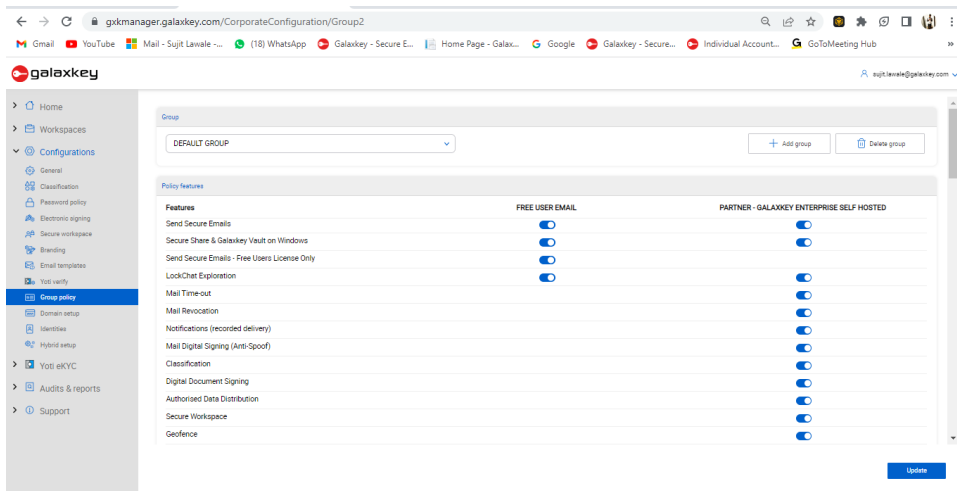 gxkmanager.galaxkey.com/CorporateConfiguration/Group2
Gmail YouTube Mail - Sujit Lawale -... (18) WhatsApp Galaxkey - Secure E... Home Page - Galax... Google Galaxkey - Secure... Individual Account... GoToMeeting Hub »
galaxkey sujit.lawale@galaxkey.com
Home
Workspaces
Configurations
General
Classification
Password policy
Electronic signing
Secure workspace
Branding
Email templates
Yoti verify
Group policy
Domain setup
Identities
Hybrid setup
Yoti eKYC
Audits & reports
Support
Group
DEFAULT GROUP Add group Delete group
Policy features
Features FREE USER EMAIL PARTNER - GALAXKEY ENTERPRISE SELF HOSTED
Send Secure Emails
Secure Share & Galaxkey Vault on Windows
Send Secure Emails - Free Users License Only
LockChat Exploration
Mail Time-out
Mail Revocation
Notifications (recorded delivery)
Mail Digital Signing (Anti-Spoof)
Classification
Digital Document Signing
Authorised Data Distribution
Secure Workspace
Geofence
Update